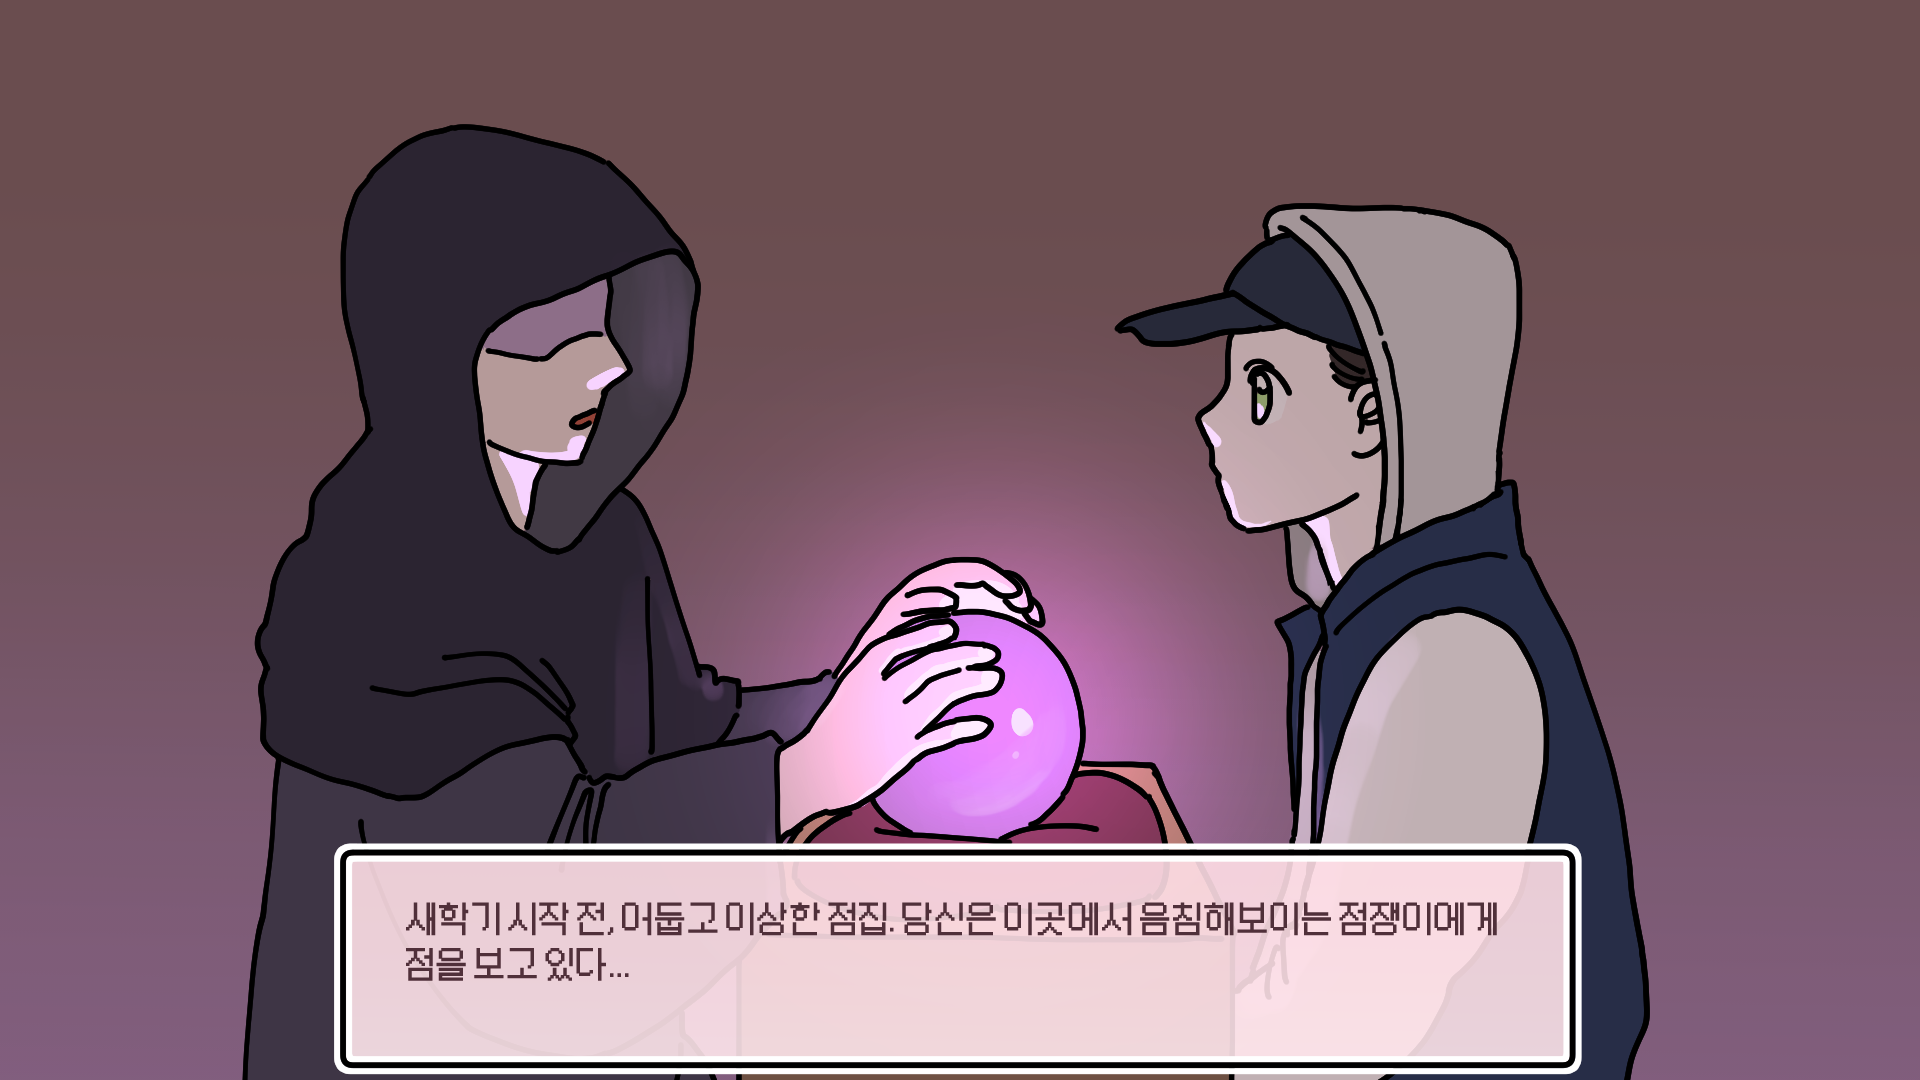 새학기 시작 전, 어둡고 이상한 점집. 당신은 이곳에서 음침해보이는 점쟁이에게
점을 보고 있다...